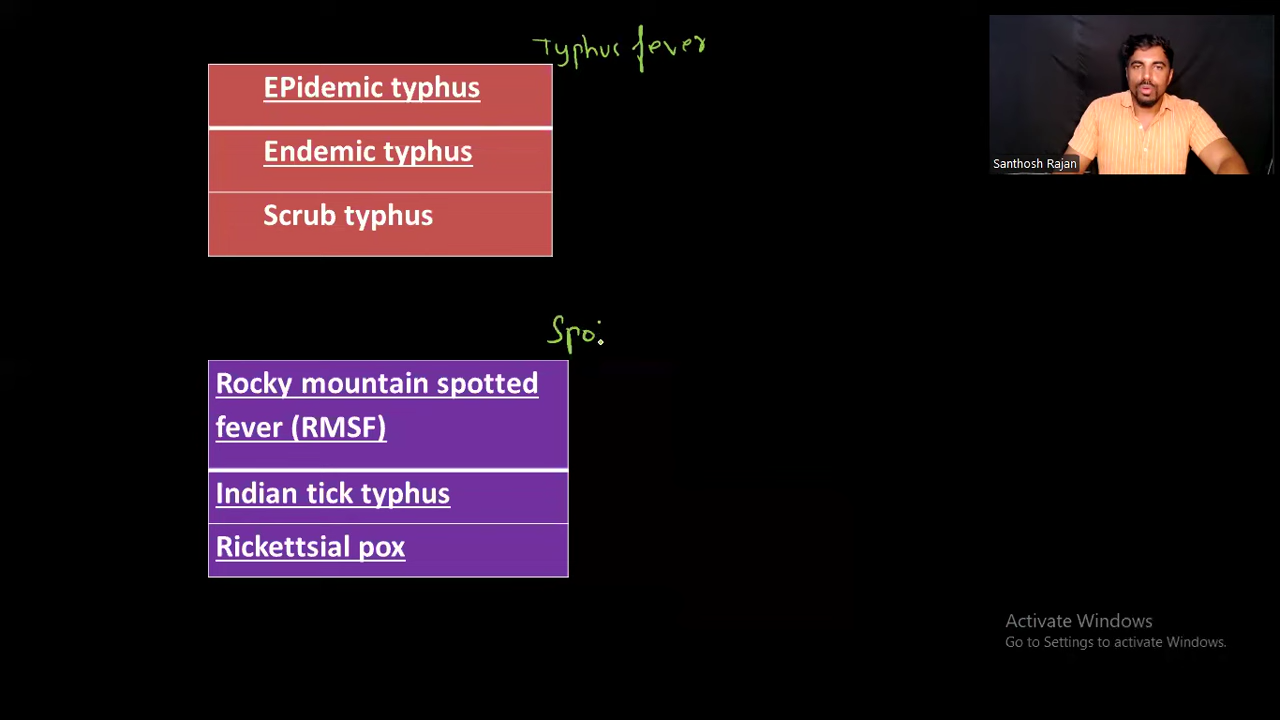 Typhus fever
EPidemic typhus
Endemic typhus
Scrub typhus
Santhosh Rajan
Spo
Rocky mountain spotted
fever (RMSF)
Indian tick typhus
Rickettsial pox
Activate Windows
Go to Settings to activate Windows.